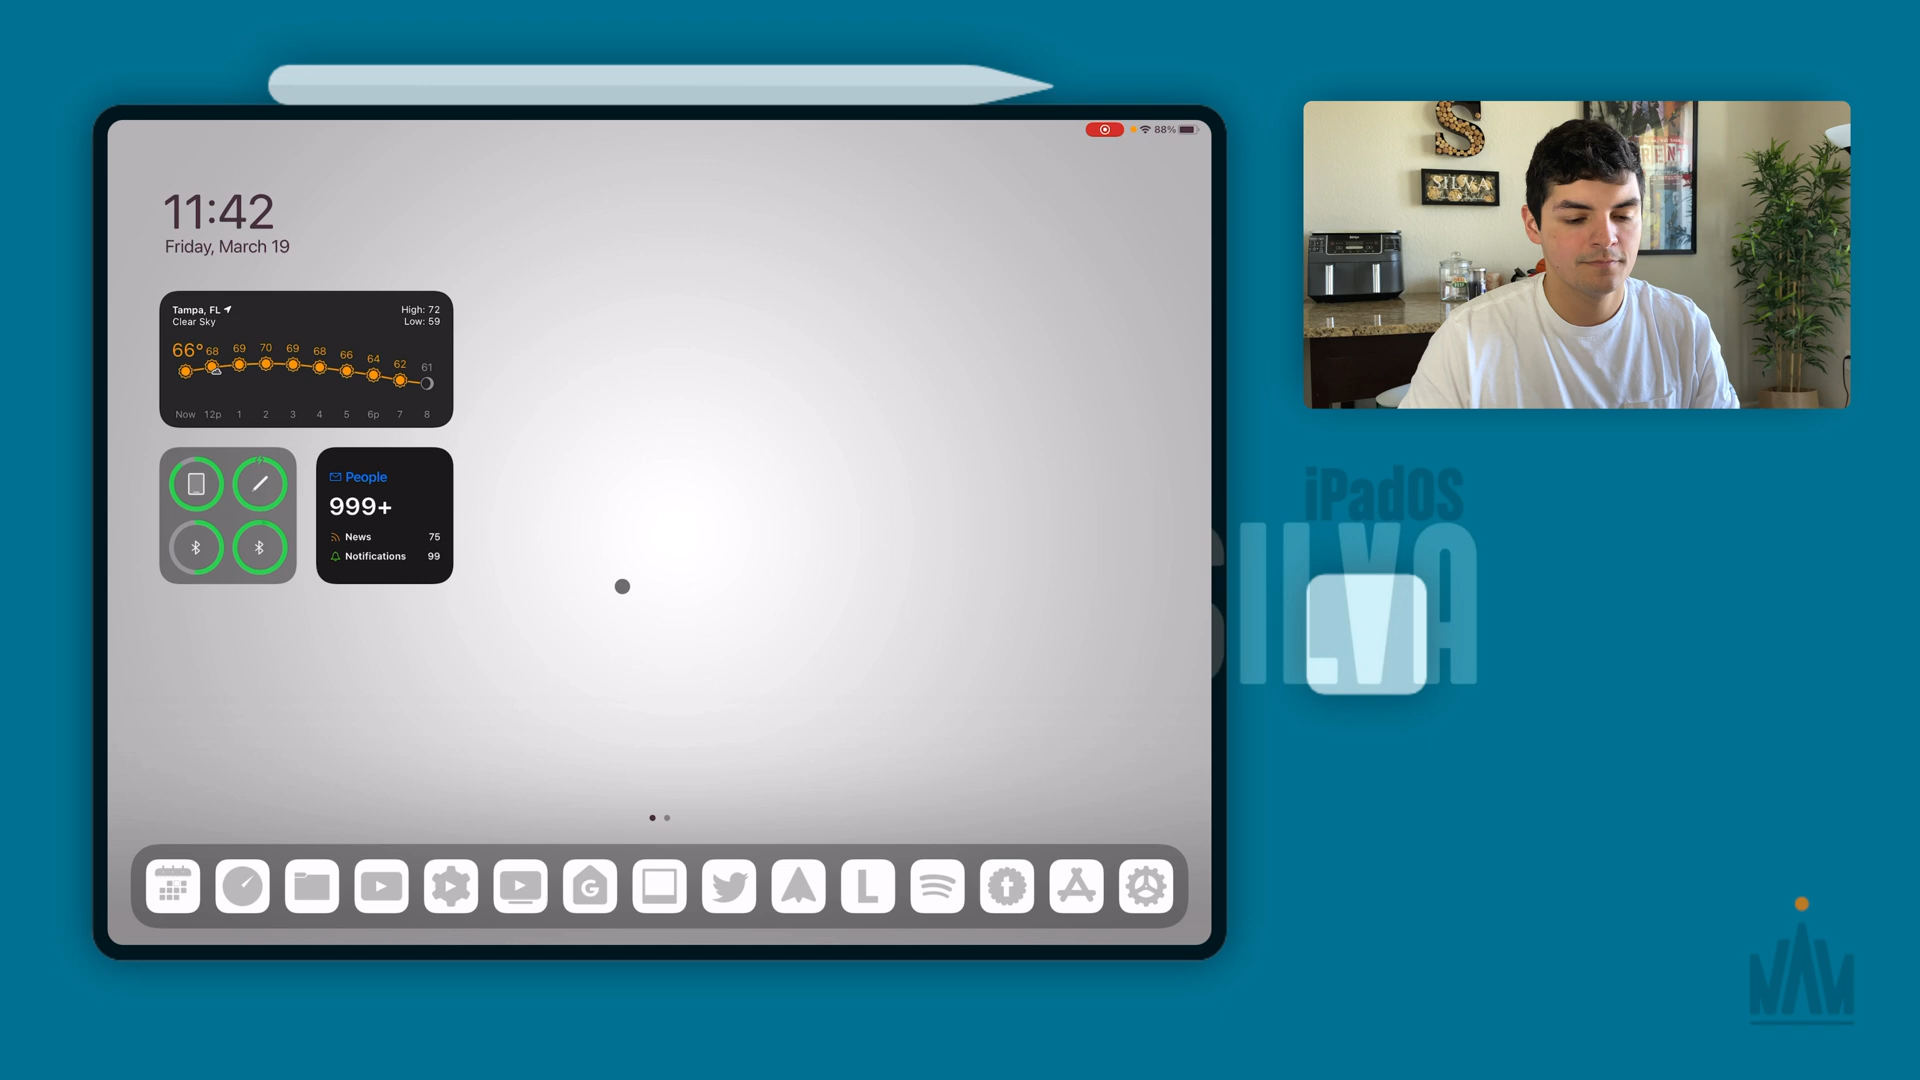 88%
11:42
Friday, March 19
Tampa, FL
High: 72
Clear Sky
Low: 59
66° 68 69 70 69 68 66 64 62 61
Now 12p 1 2 3 4 5 6p 7 8
People
999+
News 75
Notifications 99
G
L
t
S
SILVA
REN
iPadOS
SILVA